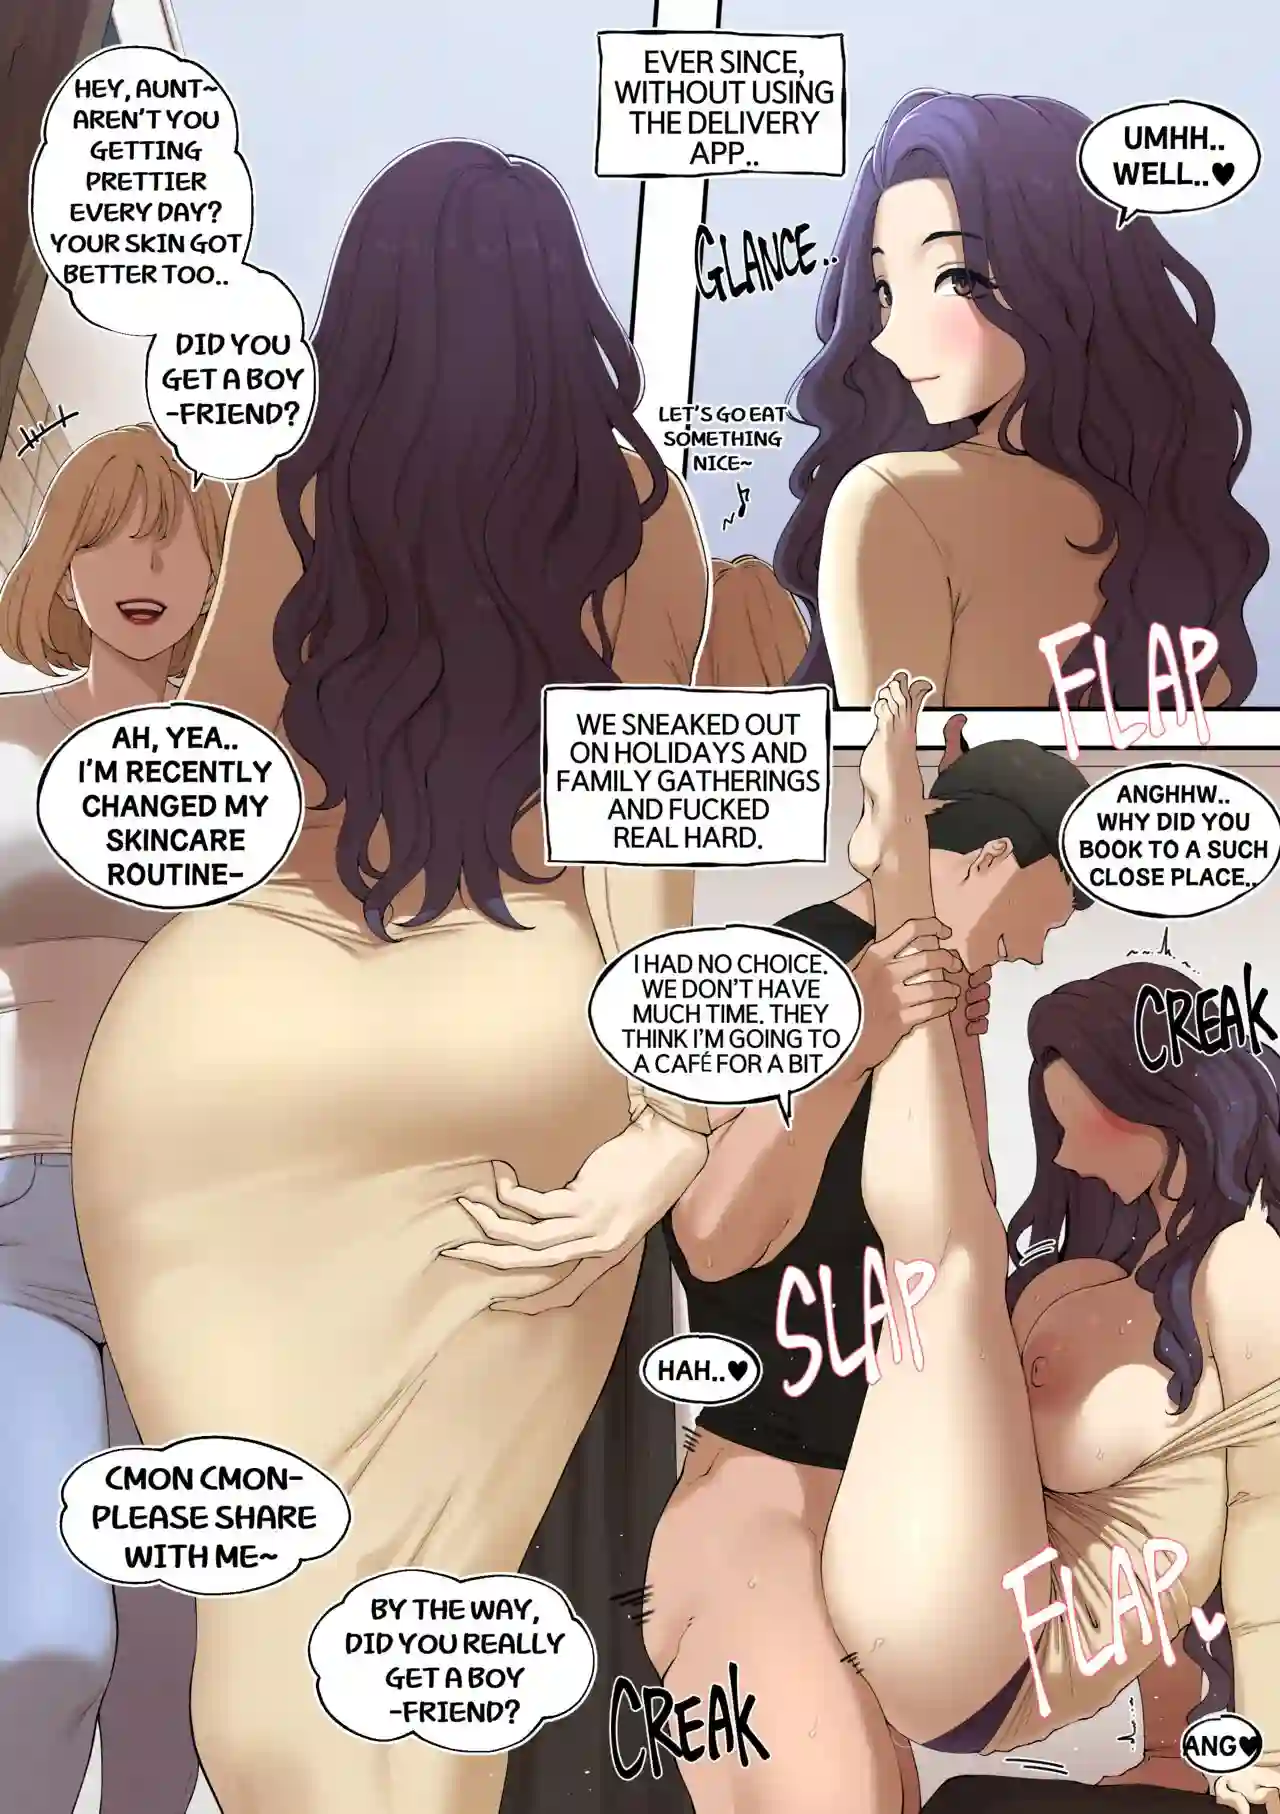 HEY, AUNT~
AREN'T YOU
GETTING
PRETTIER
EVERY DAY?
YOUR SKIN GOT
BETTER TOO..
DID YOU
GET A BOY
-FRIEND?
AH, YEA..
I'M RECENTLY
CHANGED MY
SKINCARE
ROUTINE-
CMON CMON-
PLEASE SHARE
WITH ME~
BY THE WAY,
DID YOU REALLY
GET A BOY
-FRIEND?
EVER SINCE,
WITHOUT USING
THE DELIVERY
APP..
UMHH..
WELL..♥
GLANCE..
LET'S GO EAT
SOMETHING
NICE~
WE SNEAKED OUT
ON HOLIDAYS AND
FAMILY GATHERINGS
AND FUCKED
REAL HARD.
FLAP
ANGHHW..
WHY DID YOU
BOOK TO A SUCH
CLOSE PLACE..
I HAD NO CHOICE.
WE DON'T HAVE
MUCH TIME. THEY
THINK I'M GOING TO
A CAFÉ FOR A BIT
CREAK
SLAP
HAH..♥
FLAP
CREAK
ANG♥